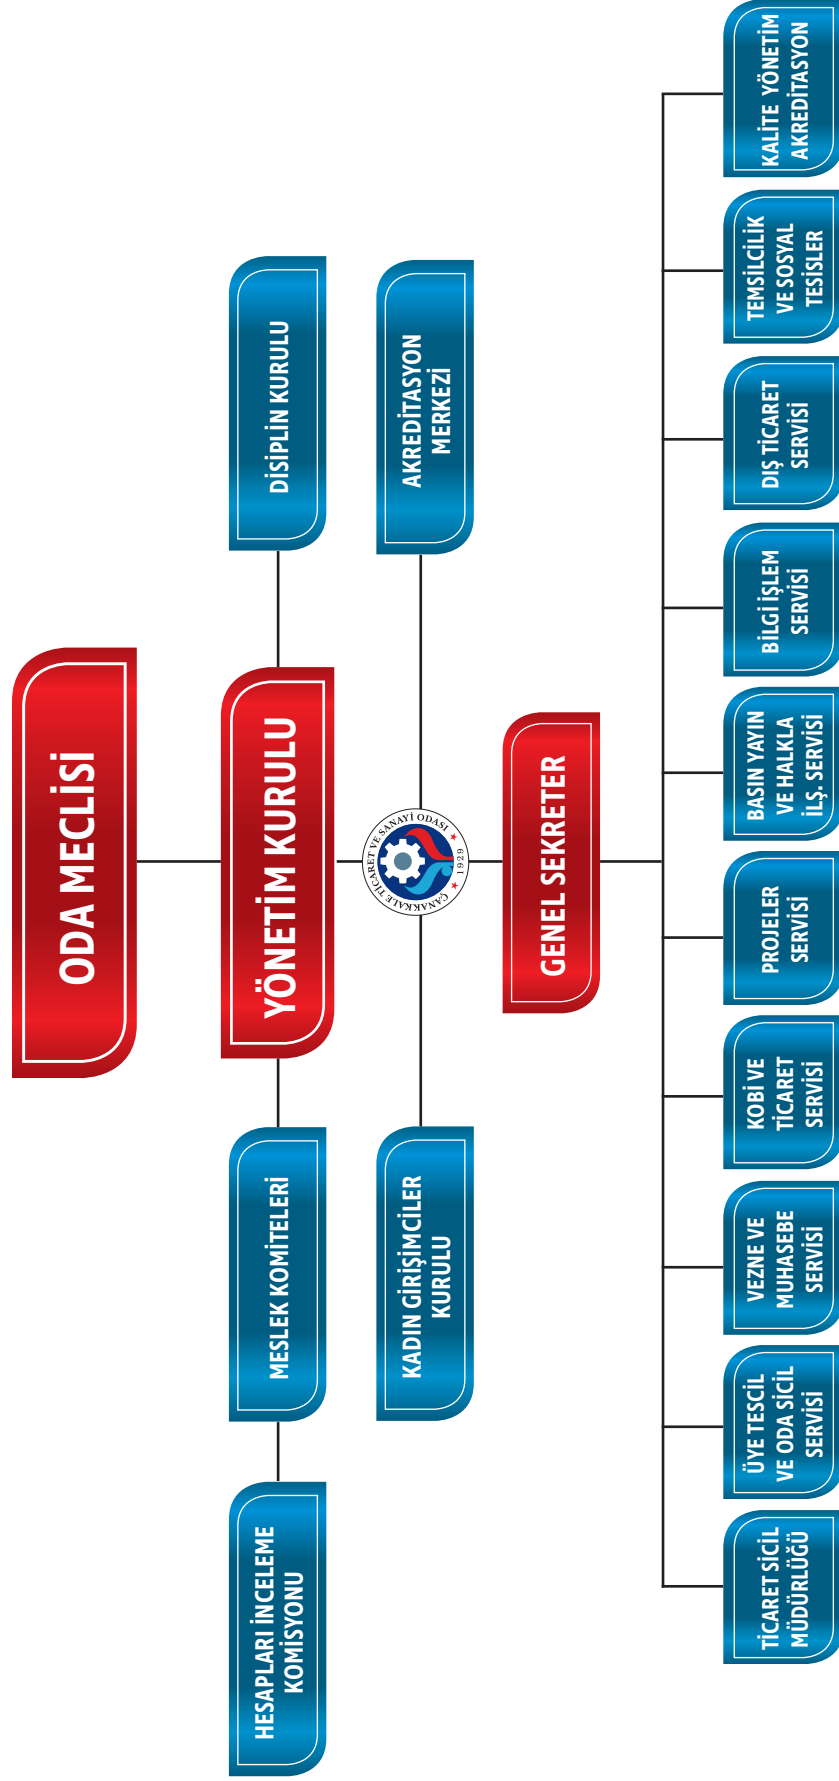 ODA MECLİSİ
HESAPLARI İNCELEME
KOMİSYONU
MESLEK KOMİTELERİ
YÖNETİM KURULU
DİSİPLİN KURULU
KADIN GİRİŞİMCİLER
KURULU
ÇANAKKALE TİCARET VE SANAYİ ODASI
★ 1929 ★
AKREDİTASYON
MERKEZİ
GENEL SEKRETER
TİCARET SİCİL
MÜDÜRLÜĞÜ
ÜYE TESCİL
VE ODA SİCİL
SERVİSİ
VEZNE VE
MUHASEBE
SERVİSİ
KOBİ VE
TİCARET
SERVİSİ
PROJELER
SERVİSİ
BASIN YAYIN
VE HALKLA
İLŞ. SERVİSİ
BİLGİ İŞLEM
SERVİSİ
DIŞ TİCARET
SERVİSİ
TEMSİLCİLİK
VE SOSYAL
TESİSLER
KALİTE YÖNETİM
AKREDİTASYON